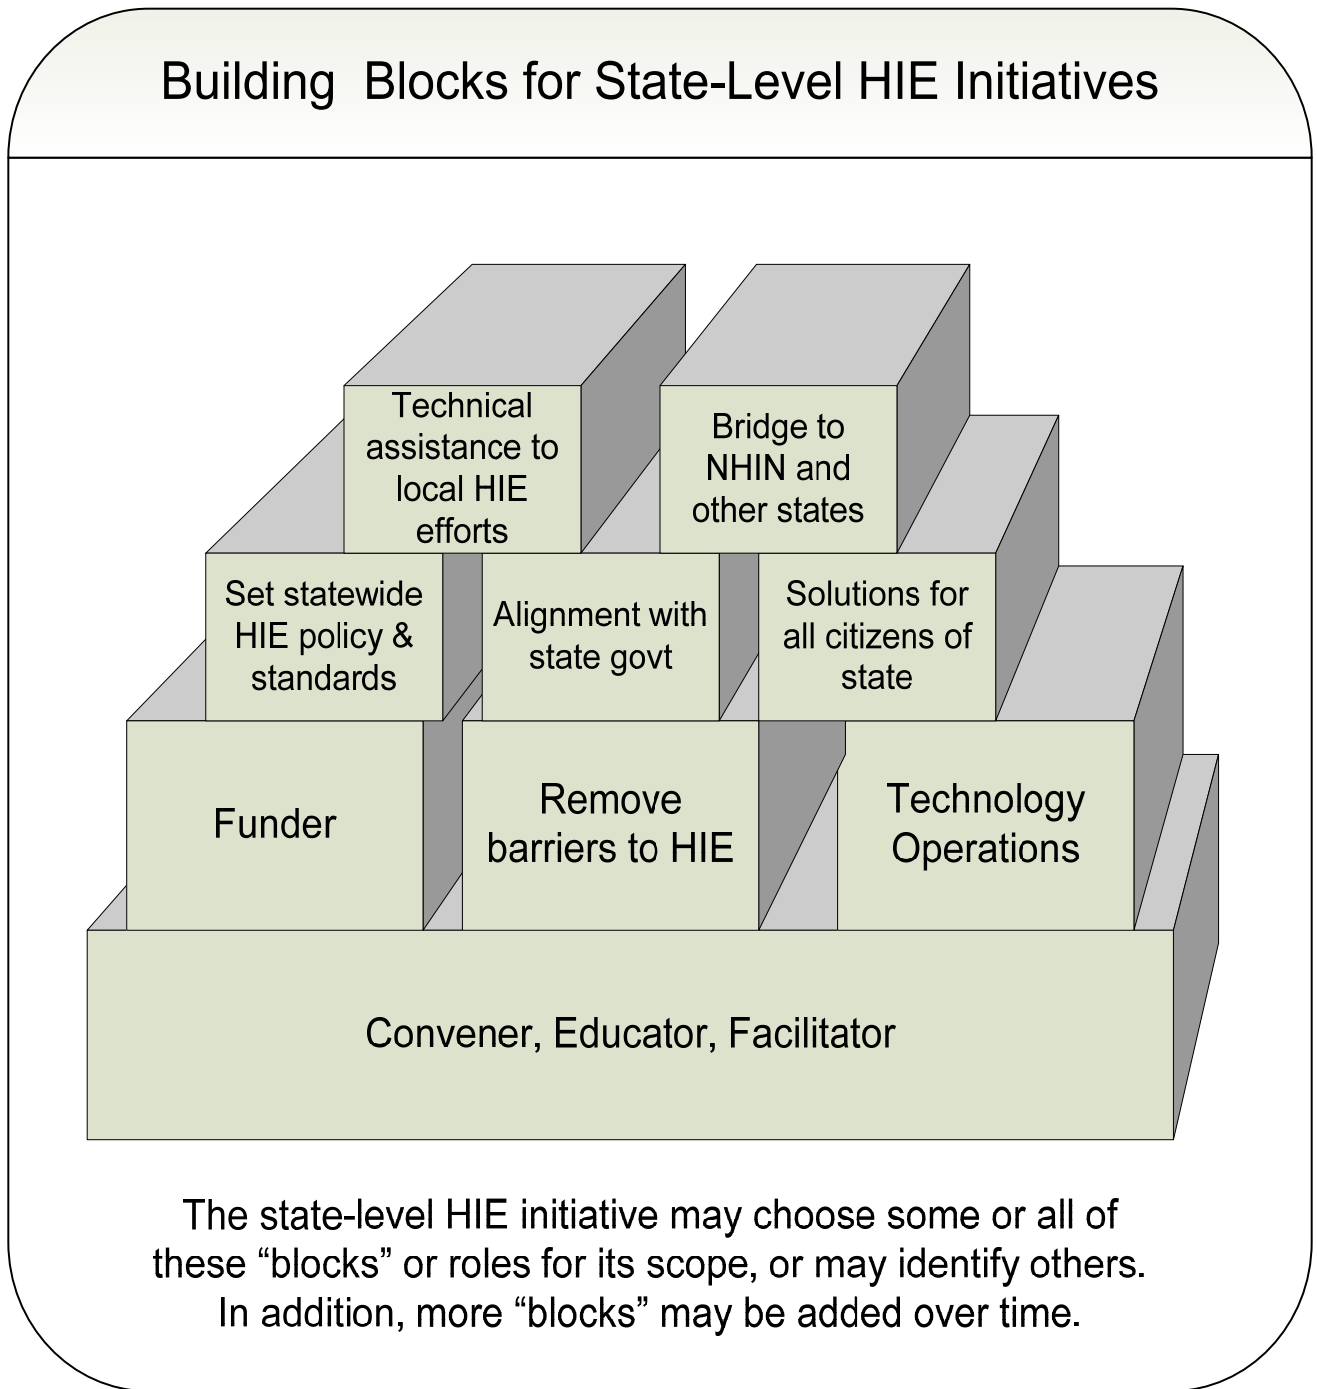 Building Blocks for State-Level HIE Initiatives
Technical
assistance to
local HIE
efforts
Bridge to
NHIN and
other states
Set statewide
HIE policy &
standards
Alignment with
state govt
Solutions for
all citizens of
state
Funder
Remove
barriers to HIE
Technology
Operations
Convener, Educator, Facilitator
The state-level HIE initiative may choose some or all of
these “blocks” or roles for its scope, or may identify others.
In addition, more “blocks” may be added over time.